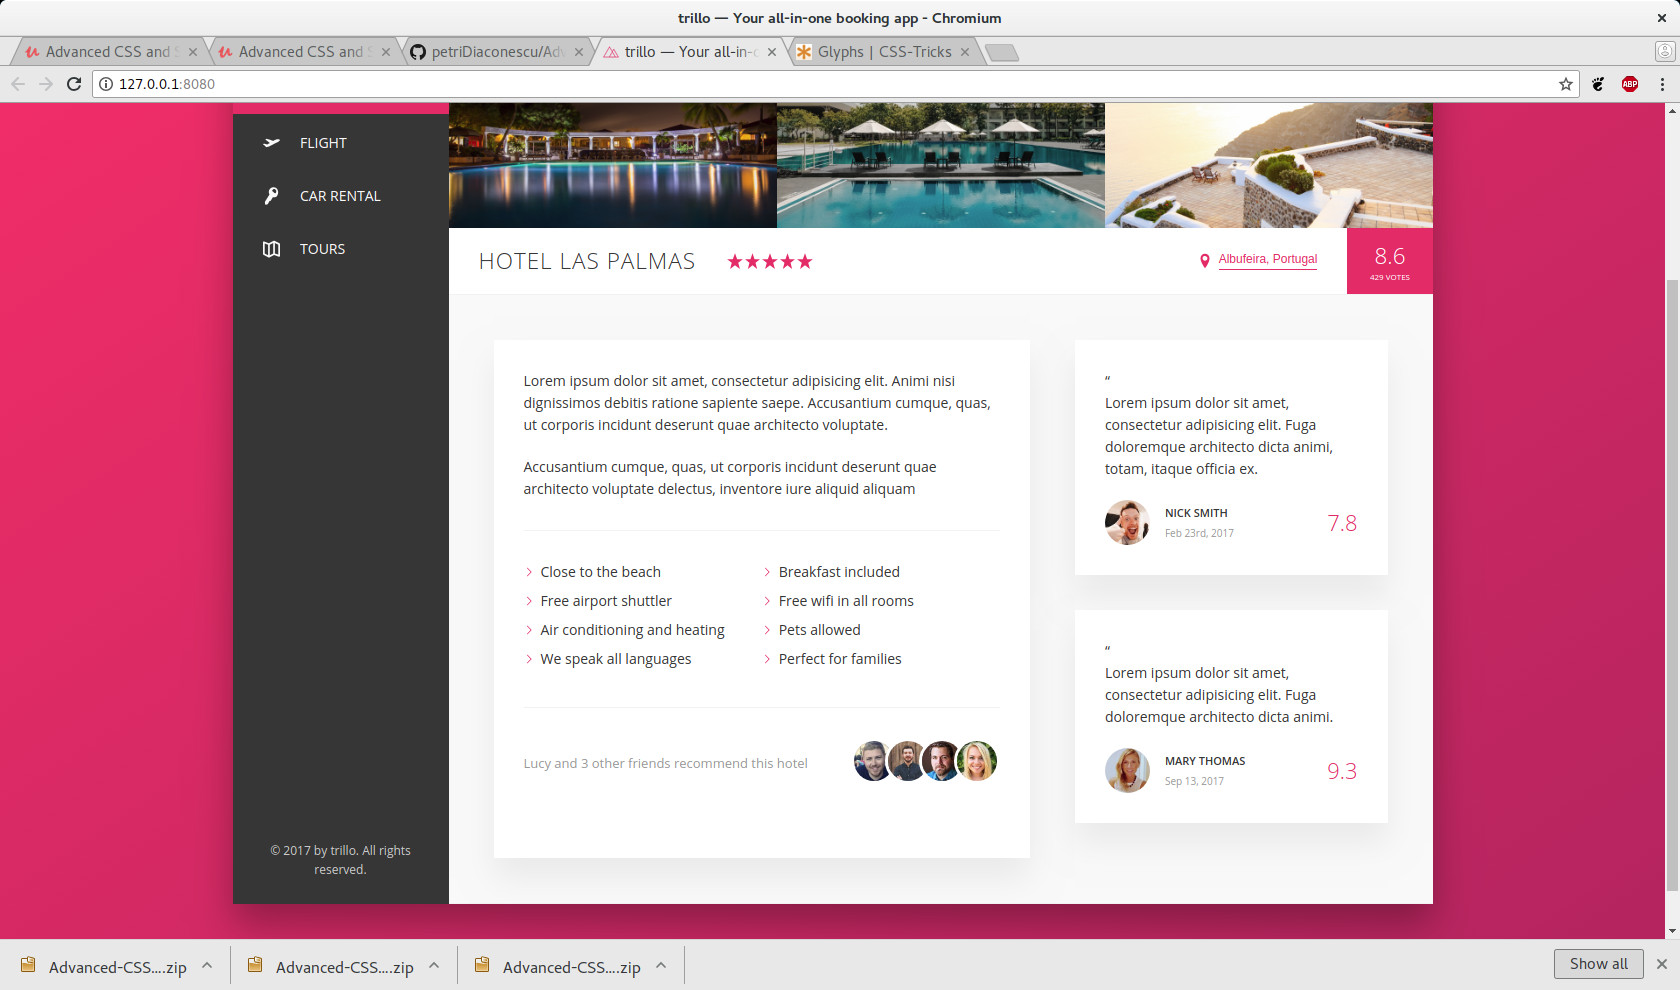 trillo — Your all-in-one booking app - Chromium
Advanced CSS and S
Advanced CSS and S
petriDiaconescu/Adv
trillo — Your all-in-o
Glyphs | CSS-Tricks
127.0.0.1:8080
ABP
FLIGHT
CAR RENTAL
TOURS
HOTEL LAS PALMAS
Albufeira, Portugal
8.6
429 VOTES
Lorem ipsum dolor sit amet, consectetur adipisicing elit. Animi nisi
dignissimos debitis ratione sapiente saepe. Accusantium cumque, quas,
ut corporis incidunt deserunt quae architecto voluptate.
Accusantium cumque, quas, ut corporis incidunt deserunt quae
architecto voluptate delectus, inventore iure aliquid aliquam
Close to the beach
Free airport shuttler
Air conditioning and heating
We speak all languages
Breakfast included
Free wifi in all rooms
Pets allowed
Perfect for families
Lucy and 3 other friends recommend this hotel
“
Lorem ipsum dolor sit amet,
consectetur adipisicing elit. Fuga
doloremque architecto dicta animi,
totam, itaque officia ex.
NICK SMITH
Feb 23rd, 2017
7.8
“
Lorem ipsum dolor sit amet,
consectetur adipisicing elit. Fuga
doloremque architecto dicta animi.
MARY THOMAS
Sep 13, 2017
9.3
© 2017 by trillo. All rights
reserved.
Advanced-CSS....zip
Advanced-CSS....zip
Advanced-CSS....zip
Show all